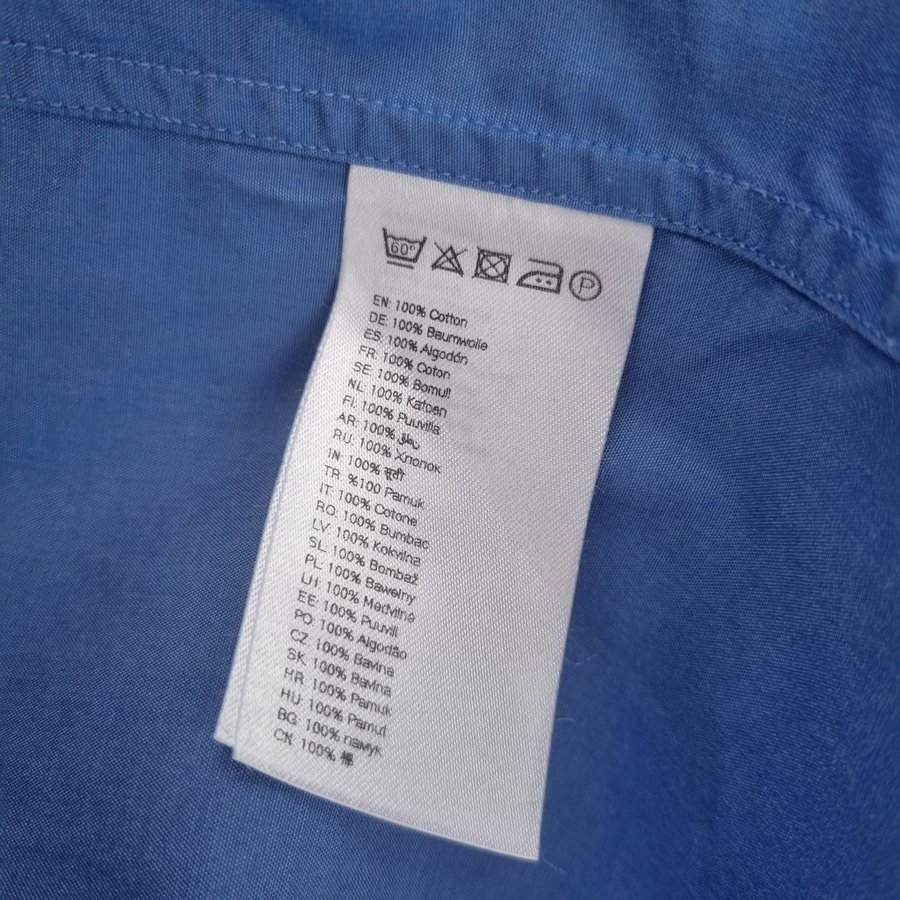 60°
P
EN: 100% Cotton
DE: 100% Baumwolle
ES: 100% Algodón
FR: 100% Coton
SE: 100% Bomull
NL: 100% Katoen
FI: 100% Puuvilla
AR: 100%
RU: 100% Хлопок
IN: 100% सूती
TR: %100 Pamuk
IT: 100% Cotone
RO: 100% Bumbac
LV: 100% Kokvilna
SL: 100% Bombaž
PL: 100% Bawełny
LH: 100% Medvilnė
EE: 100% Puuvill
PO: 100% Algodão
CZ: 100% Bavlna
SK: 100% Bavlna
HR: 100% Pamuk
HU: 100% Pamut
BG: 100% памук
CN: 100% 棉